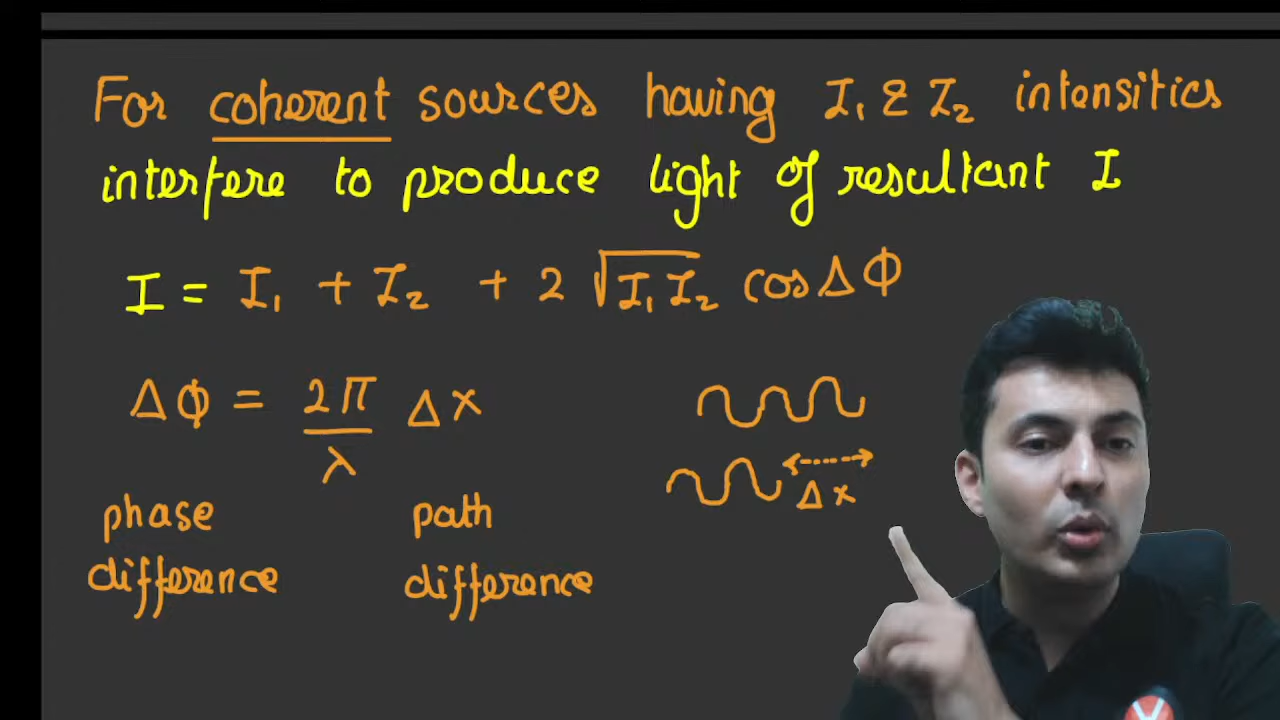 For coherent sources having I₁ & I₂ intensities
interfere to produce light of resultant I
I = I₁ + I₂ + 2 √I₁I₂ cos ΔΦ
Δφ = 2π/λ Δx
Δx
phase difference
path difference